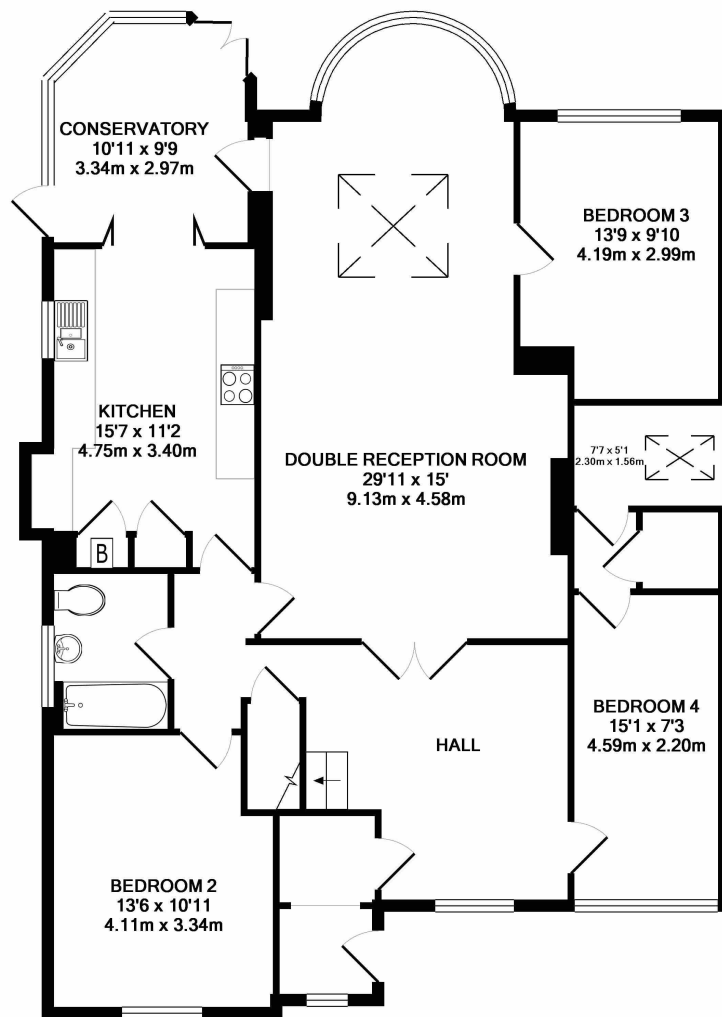 CONSERVATORY
10'11 x 9'9
3.34m x 2.97m
BEDROOM 3
13'9 x 9'10
4.19m x 2.99m
KITCHEN
15'7 x 11'2
4.75m x 3.40m
DOUBLE RECEPTION ROOM
29'11 x 15'
9.13m x 4.58m
7'7 x 5'1
2.30m x 1.56m
B
BEDROOM 4
15'1 x 7'3
4.59m x 2.20m
HALL
BEDROOM 2
13'6 x 10'11
4.11m x 3.34m